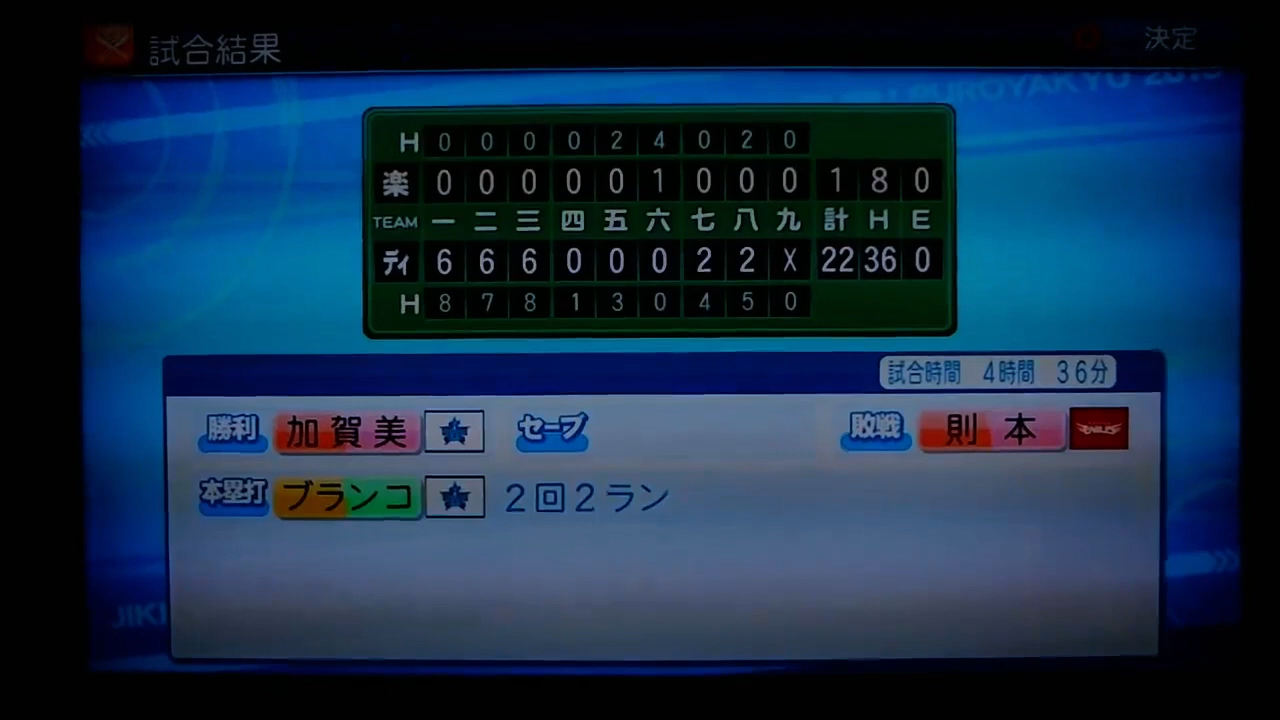 試合結果
決定
PUROYAKYU 2013
H 0 0 0 0 2 4 0 2 0
楽 0 0 0 0 0 1 0 0 0 1 8 0
TEAM 一 二 三 四 五 六 七 八 九 計 H E
ディ 6 6 6 0 0 0 2 2 X 22 36 0
H 8 7 8 1 3 0 4 5 0
試合時間 4時間 36分
勝利 加賀美 セーブ 敗戦 則本 EAGLES
本塁打 ブランコ 2回2ラン
JIKK